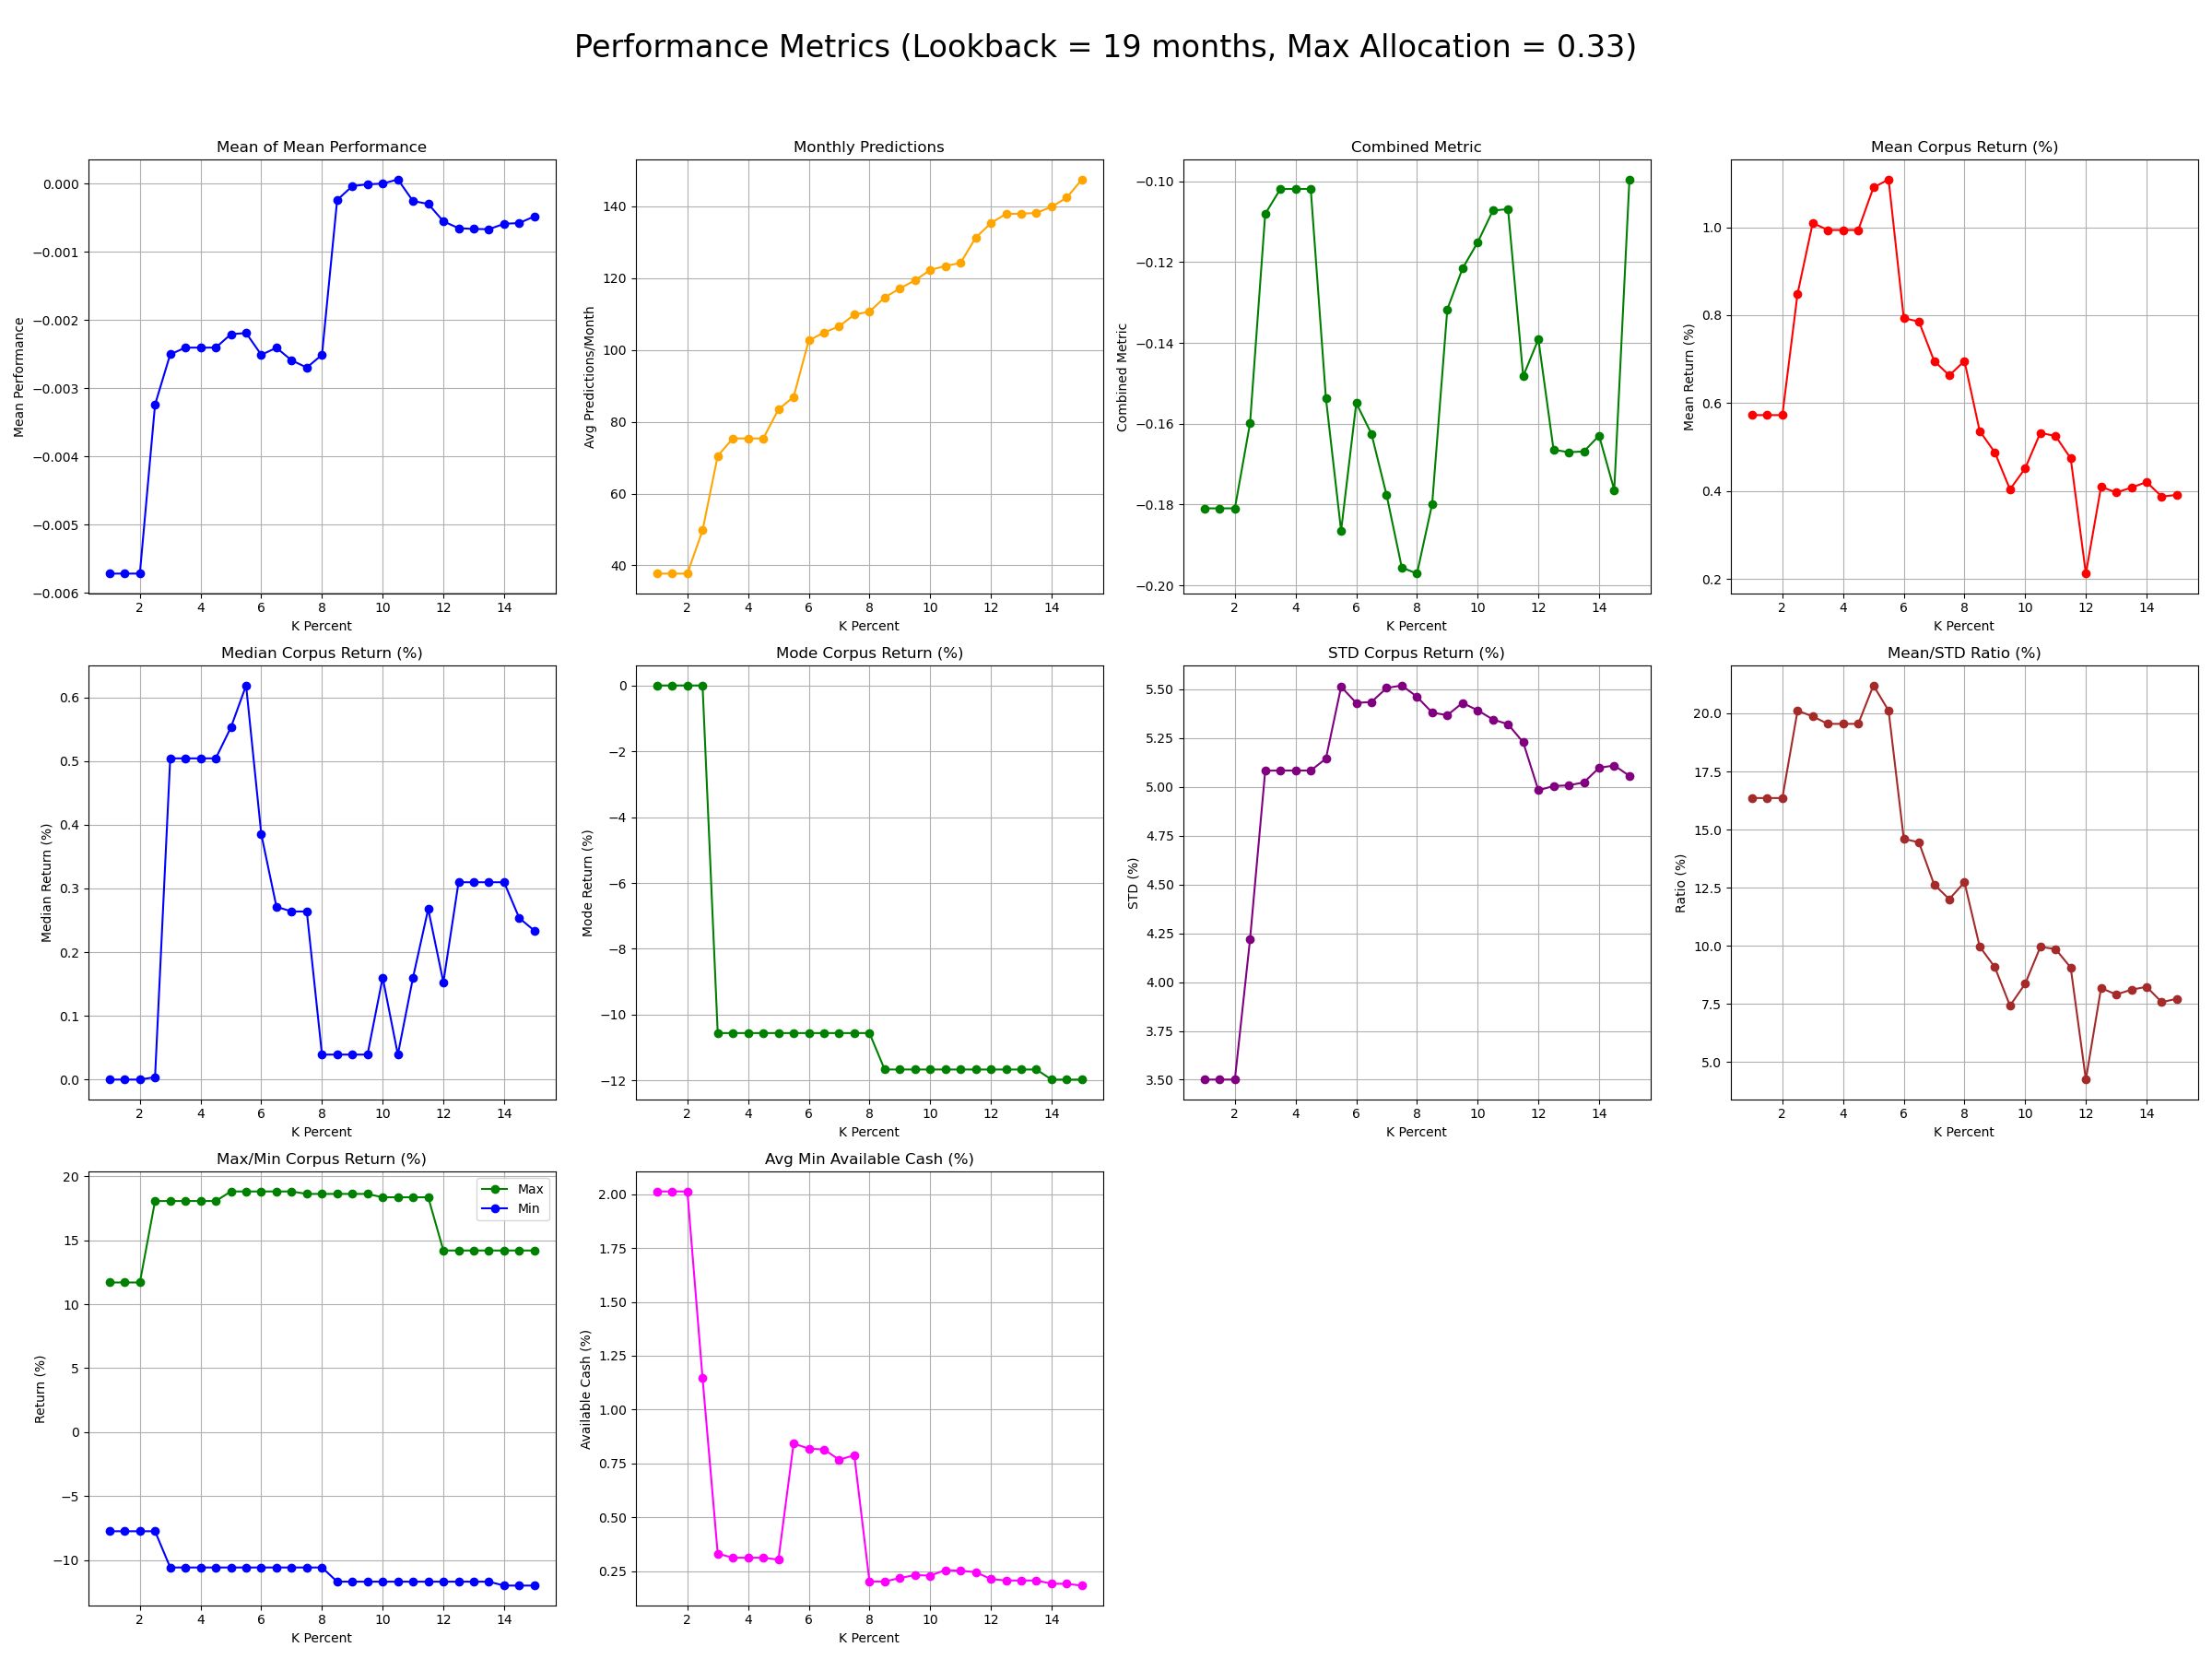 Performance Metrics (Lookback = 19 months, Max Allocation = 0.33)
Mean of Mean Performance
Mean Performance
0.000
−0.001
−0.002
−0.003
−0.004
−0.005
−0.006
2 4 6 8 10 12 14
K Percent
Monthly Predictions
Avg Predictions/Month
140
120
100
80
60
40
2 4 6 8 10 12 14
K Percent
Combined Metric
Combined Metric
−0.10
−0.12
−0.14
−0.16
−0.18
−0.20
2 4 6 8 10 12 14
K Percent
Mean Corpus Return (%)
Mean Return (%)
1.0
0.8
0.6
0.4
0.2
2 4 6 8 10 12 14
K Percent
Median Corpus Return (%)
Median Return (%)
0.6
0.5
0.4
0.3
0.2
0.1
0.0
2 4 6 8 10 12 14
K Percent
Mode Corpus Return (%)
Mode Return (%)
0
−2
−4
−6
−8
−10
−12
2 4 6 8 10 12 14
K Percent
STD Corpus Return (%)
STD (%)
5.50
5.25
5.00
4.75
4.50
4.25
4.00
3.75
3.50
2 4 6 8 10 12 14
K Percent
Mean/STD Ratio (%)
Ratio (%)
20.0
17.5
15.0
12.5
10.0
7.5
5.0
2 4 6 8 10 12 14
K Percent
Max/Min Corpus Return (%)
Return (%)
20
15
10
5
0
−5
−10
Max
Min
2 4 6 8 10 12 14
K Percent
Avg Min Available Cash (%)
Available Cash (%)
2.00
1.75
1.50
1.25
1.00
0.75
0.50
0.25
2 4 6 8 10 12 14
K Percent